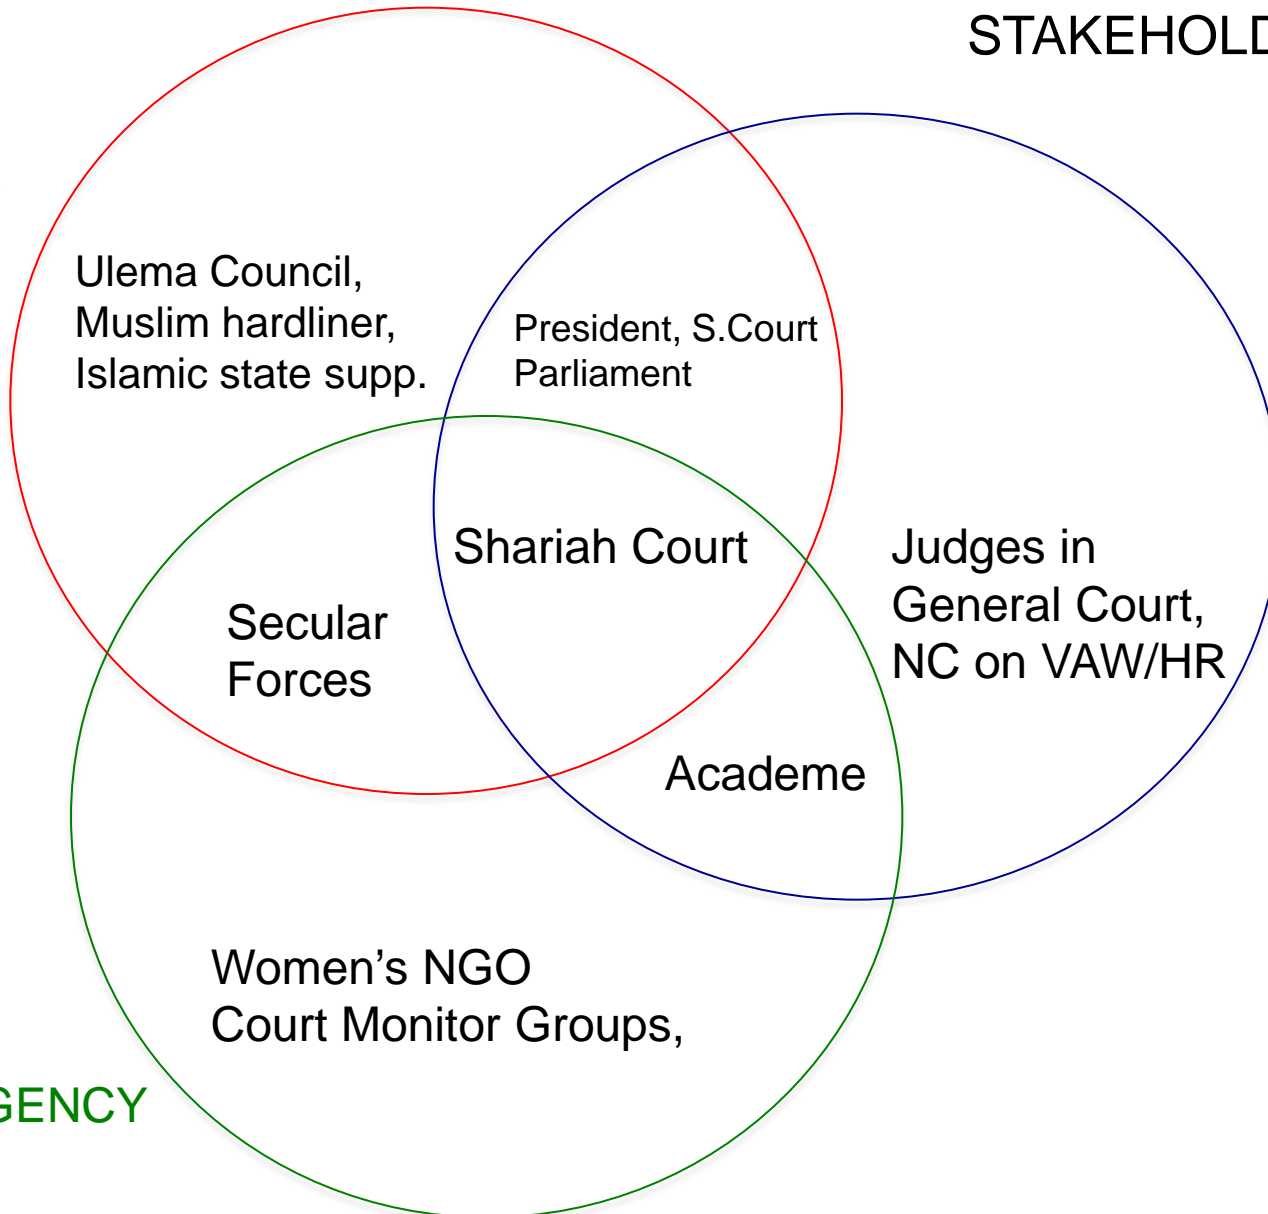 STAKEHOLD
Ulema Council,
Muslim hardliner,
Islamic state supp.
President, S.Court
Parliament
Shariah Court
Judges in
General Court,
NC on VAW/HR
Secular
Forces
Academe
Women’s NGO
Court Monitor Groups,
GENCY